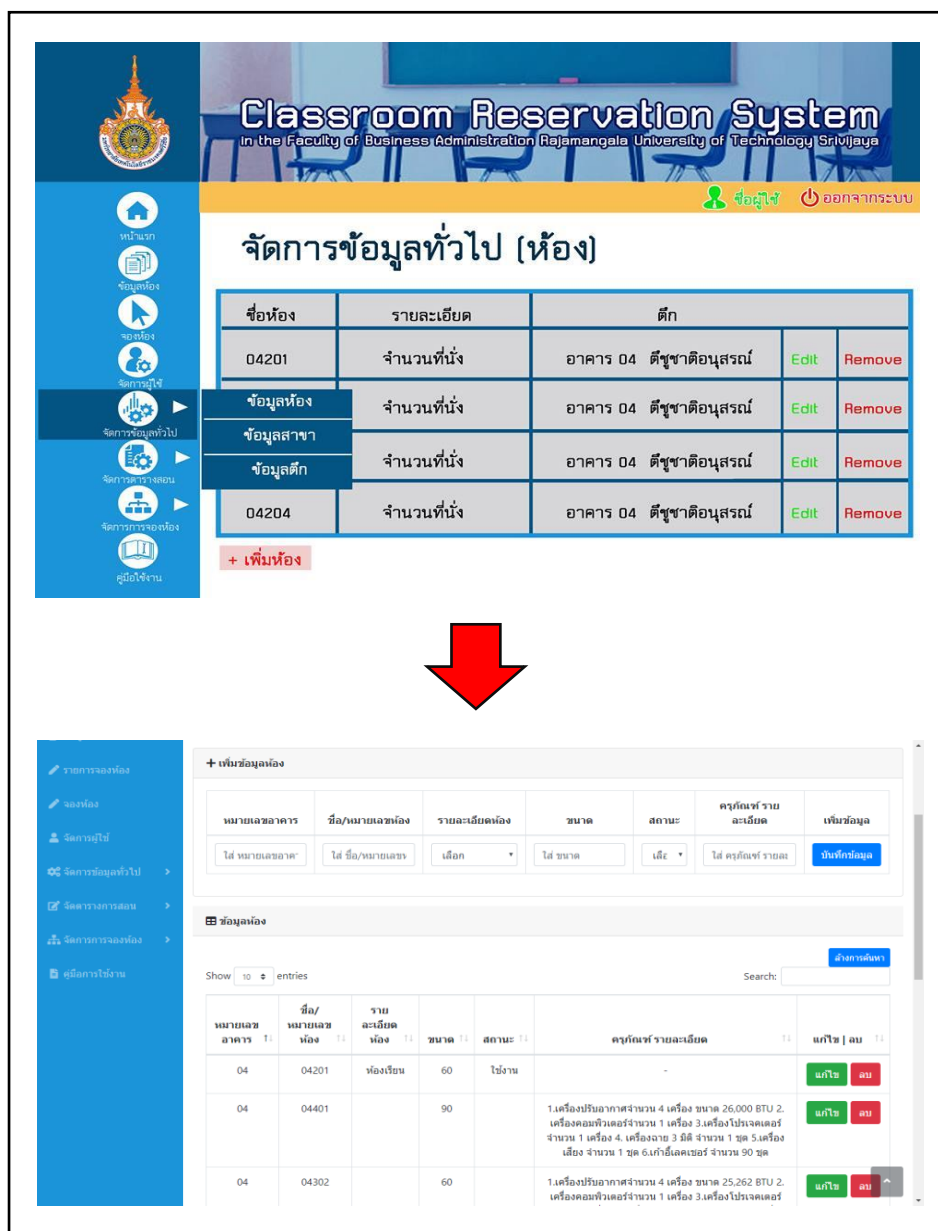 Classroom Reservation System
In the Faculty of Business Administration Rajamangala University of Technology Srivijaya
ชื่อผู้ใช้ ออกจากระบบ
หน้าแรก
ข้อมูลห้อง
จองห้อง
จัดการผู้ใช้
จัดการข้อมูลทั่วไป
จัดการตารางสอน
จัดการการจองห้อง
คู่มือใช้งาน
ข้อมูลห้อง
ข้อมูลสาขา
ข้อมูลตึก
จัดการข้อมูลทั่วไป (ห้อง)
ชื่อห้อง รายละเอียด ตึก
04201 จำนวนที่นั่ง อาคาร 04 ตึชูชาติอนุสรณ์ Edit Remove
จำนวนที่นั่ง อาคาร 04 ตึชูชาติอนุสรณ์ Edit Remove
จำนวนที่นั่ง อาคาร 04 ตึชูชาติอนุสรณ์ Edit Remove
04204 จำนวนที่นั่ง อาคาร 04 ตึชูชาติอนุสรณ์ Edit Remove
+ เพิ่มห้อง
รายการจองห้อง
จองห้อง
จัดการผู้ใช้
จัดการข้อมูลทั่วไป
จัดตารางการสอน
จัดการการจองห้อง
คู่มือการใช้งาน
เพิ่มข้อมูลห้อง
หมายเลขอาคาร ชื่อ/หมายเลขห้อง รายละเอียดห้อง ขนาด สถานะ ครุภัณฑ์ ราย
ละเอียด เพิ่มข้อมูล
ใส่ หมายเลขอาค ใส่ ชื่อ/หมายเลขห เลือก ใส่ ขนาด เลือ ใส่ ครุภัณฑ์ รายละ บันทึกข้อมูล
ข้อมูลห้อง
ล้างการค้นหา
Show 10 entries Search:
หมายเลข
อาคาร ชื่อ/
หมายเลข
ห้อง ราย
ละเอียด
ห้อง ขนาด สถานะ ครุภัณฑ์ รายละเอียด แก้ไข | ลบ
04 04201 ห้องเรียน 60 ใช้งาน - แก้ไข ลบ
04 04401 90 1.เครื่องปรับอากาศจำนวน 4 เครื่อง ขนาด 26,000 BTU 2. แก้ไข ลบ
เครื่องคอมพิวเตอร์จำนวน 1 เครื่อง 3.เครื่องโปรเจคเตอร์
จำนวน 1 เครื่อง 4. เครื่องฉาย 3 มิติ จำนวน 1 ชุด 5.เครื่อง
เสียง จำนวน 1 ชุด 6.เก้าอี้เลคเชอร์ จำนวน 90 ชุด
04 04302 60 1.เครื่องปรับอากาศจำนวน 4 เครื่อง ขนาด 25,262 BTU 2. แก้ไข ลบ
เครื่องคอมพิวเตอร์จำนวน 1 เครื่อง 3.เครื่องโปรเจคเตอร์